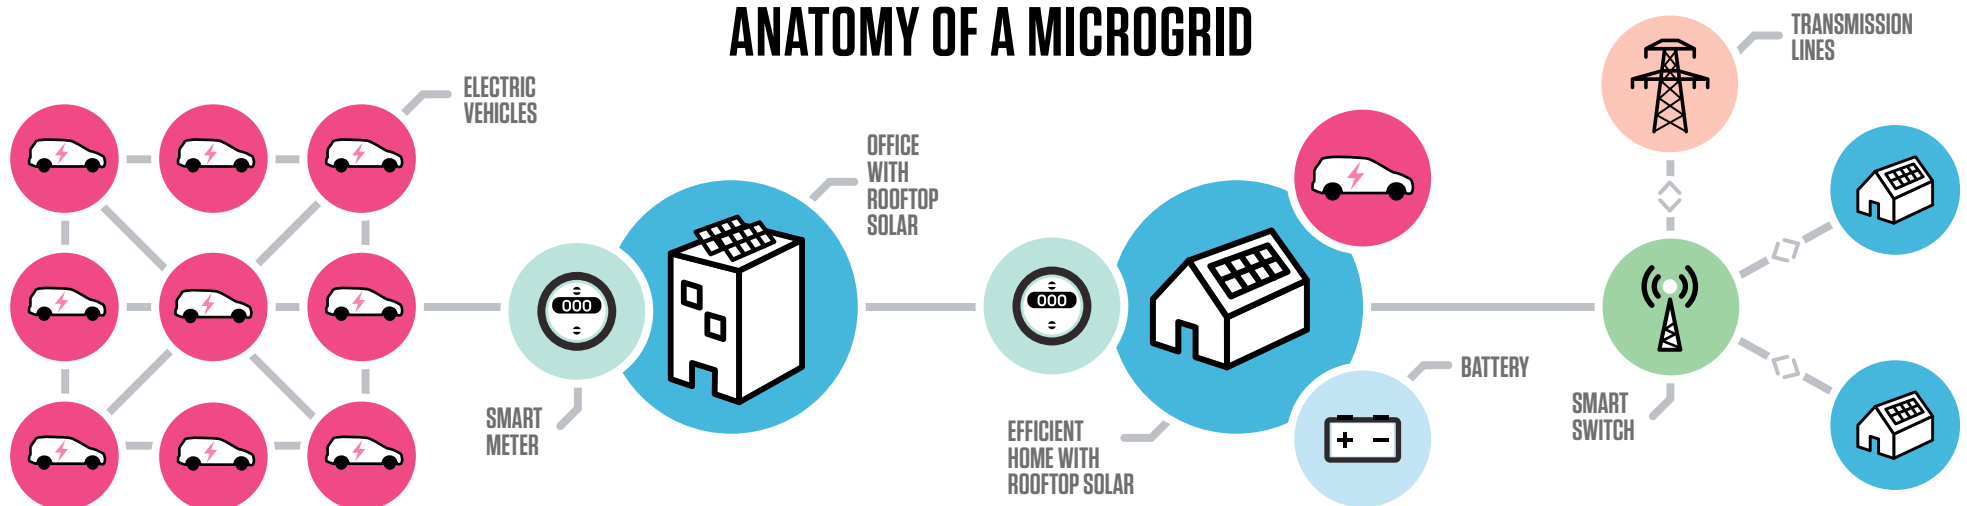 ANATOMY OF A MICROGRID
ELECTRIC
VEHICLES
TRANSMISSION
LINES
OFFICE
WITH
ROOFTOP
SOLAR
000
000
SMART
METER
EFFICIENT
HOME WITH
ROOFTOP SOLAR
BATTERY
+ −
SMART
SWITCH